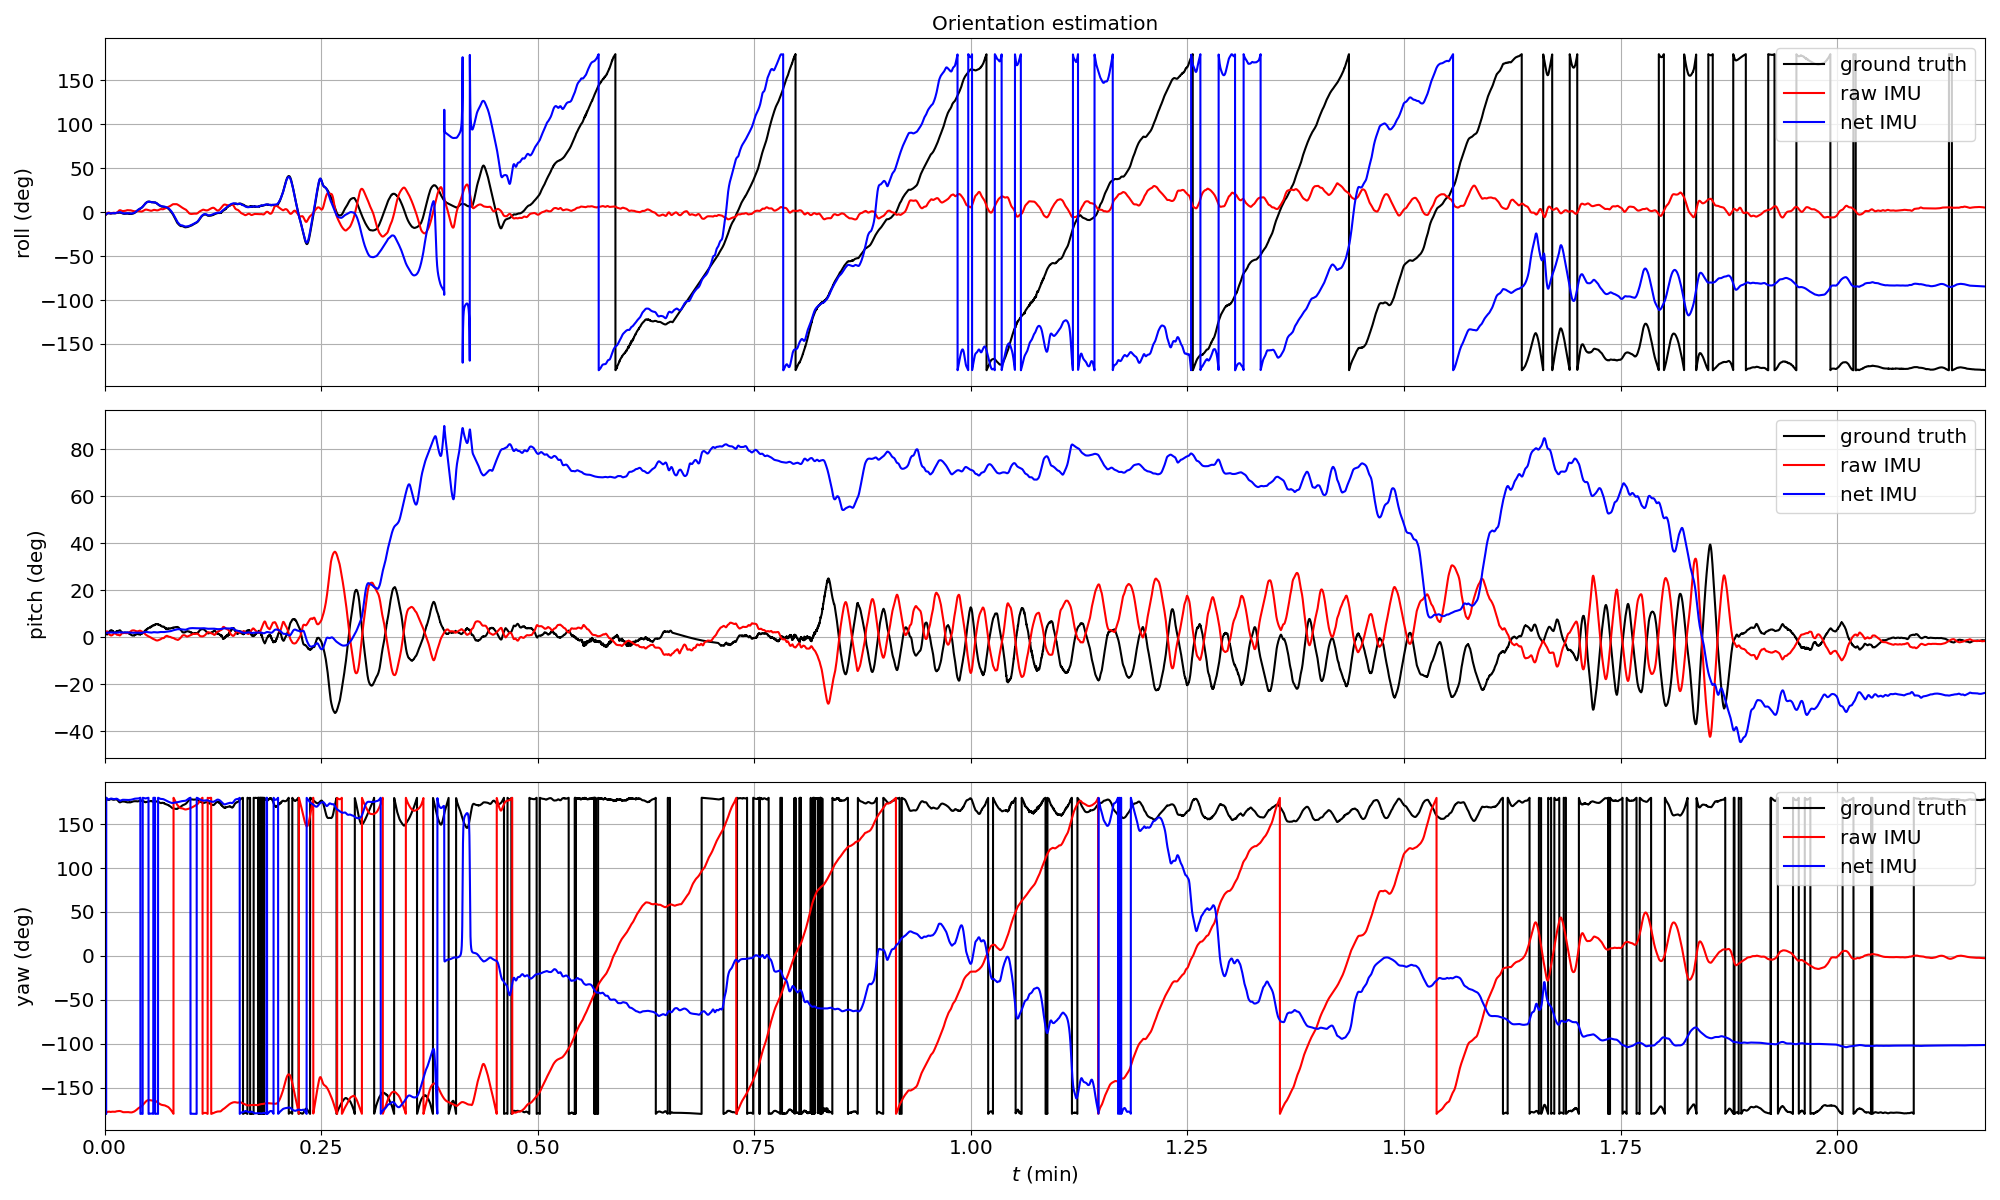 Orientation estimation
roll (deg)
150
100
50
0
−50
−100
−150
ground truth
raw IMU
net IMU
pitch (deg)
80
60
40
20
0
−20
−40
ground truth
raw IMU
net IMU
yaw (deg)
150
100
50
0
−50
−100
−150
ground truth
raw IMU
net IMU
0.00 0.25 0.50 0.75 1.00 1.25 1.50 1.75 2.00
t (min)